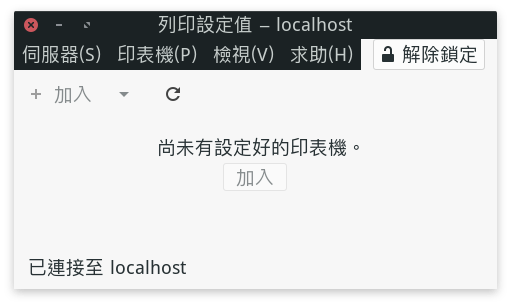 列印設定值 – localhost
伺服器(S) 印表機(P) 檢視(V) 求助(H) 解除鎖定
+ 加入
尚未有設定好的印表機。
加入
已連接至 localhost